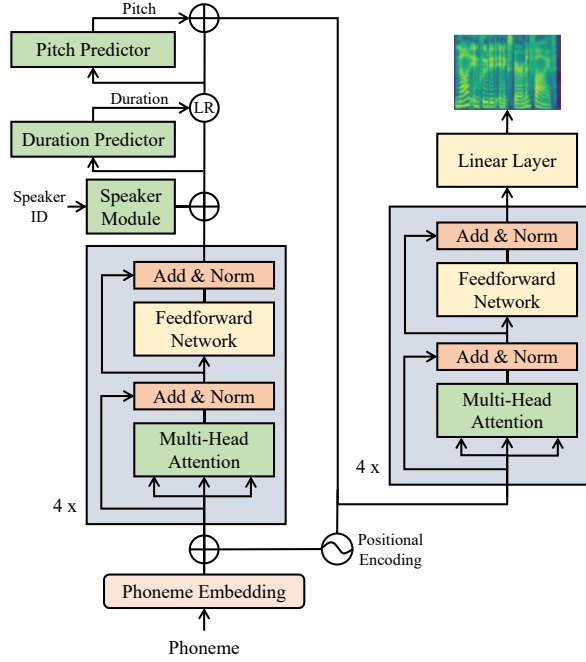 Pitch
Pitch Predictor
Duration
LR
Duration Predictor
Speaker
ID
Speaker
Module
Add & Norm
Feedforward
Network
Add & Norm
Multi-Head
Attention
4 x
Positional
Encoding
Phoneme Embedding
Phoneme
Linear Layer
Add & Norm
Feedforward
Network
Add & Norm
Multi-Head
Attention
4 x